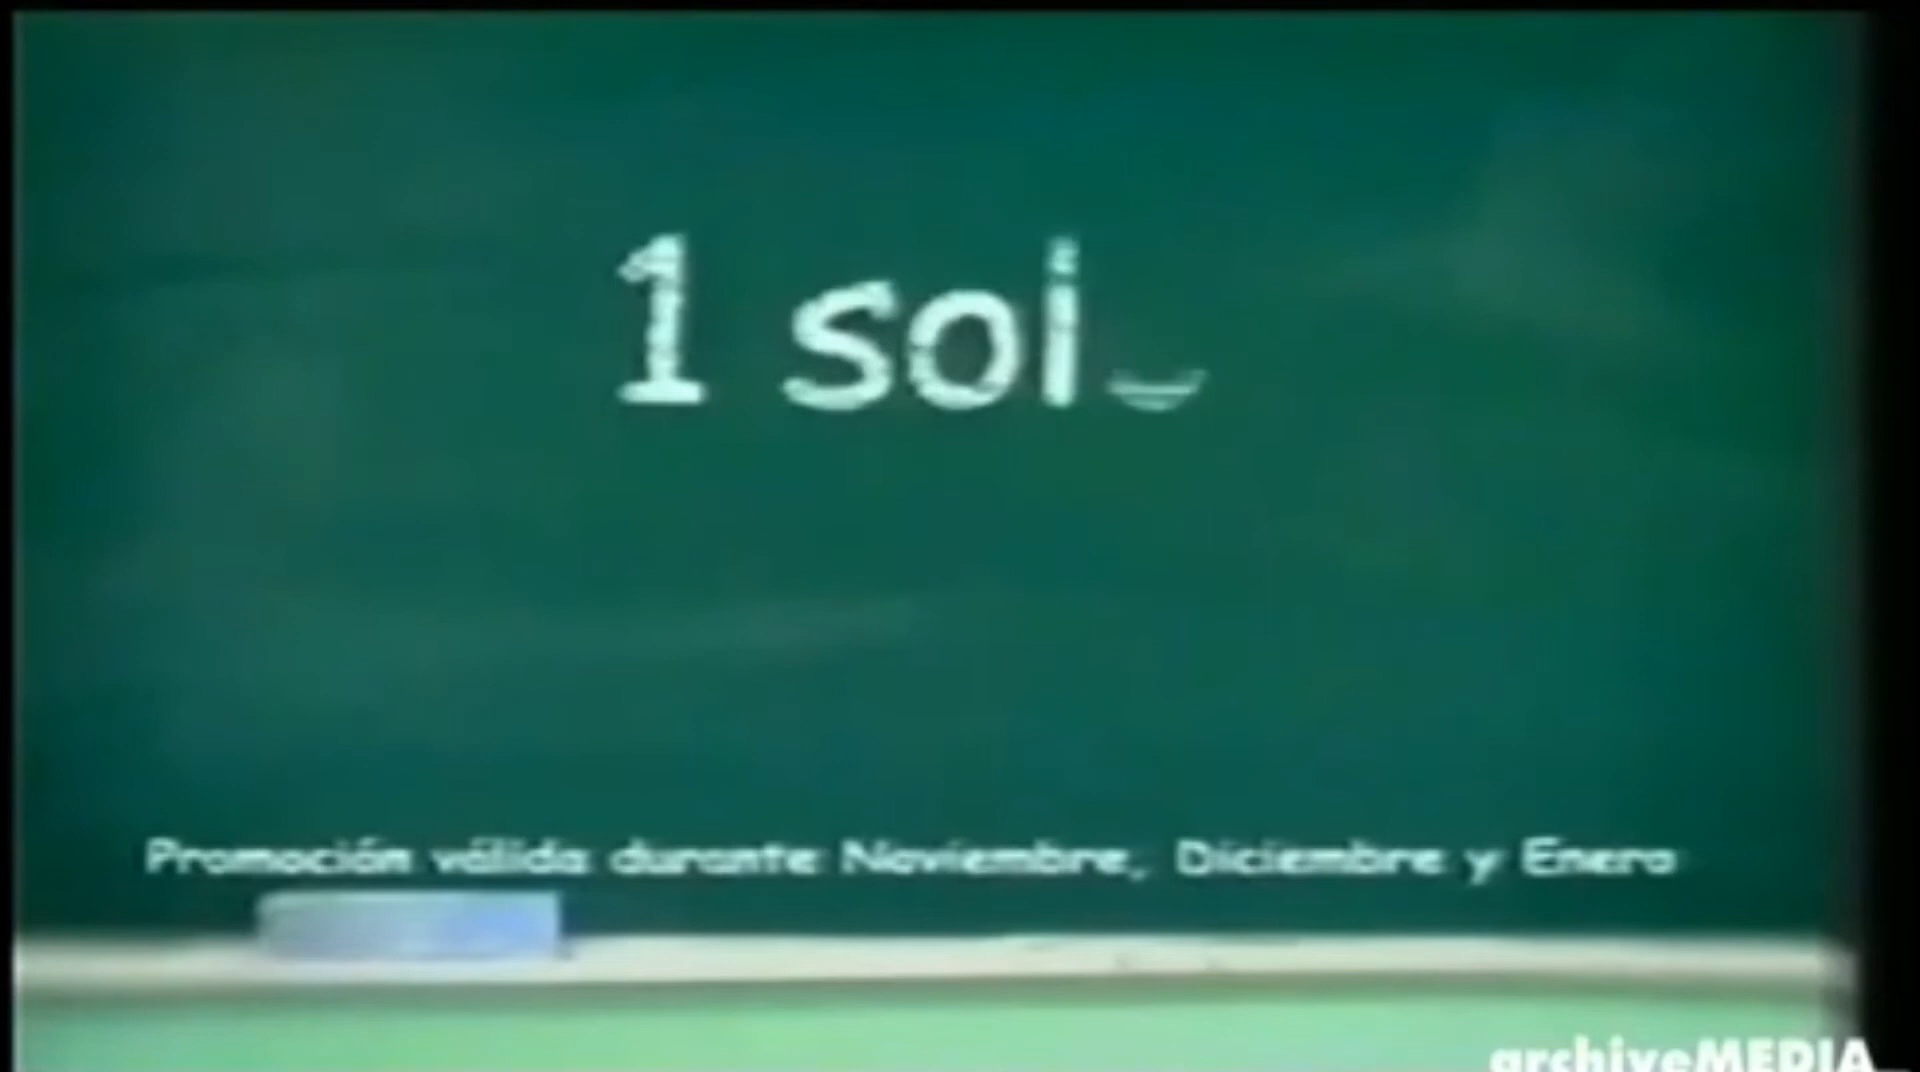 1 soi
Promoción válida durante Noviembre, Diciembre y Enero
archiveMEDIA